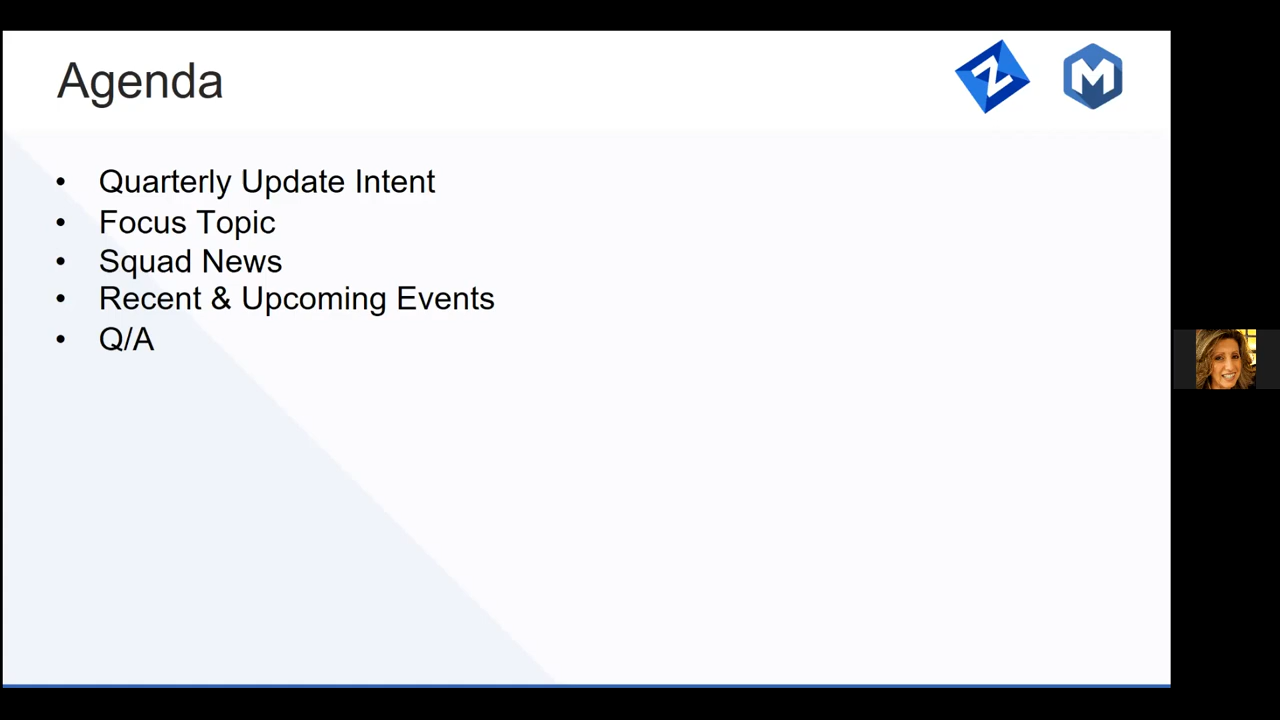 Agenda
Z M
• Quarterly Update Intent
• Focus Topic
• Squad News
• Recent & Upcoming Events
• Q/A